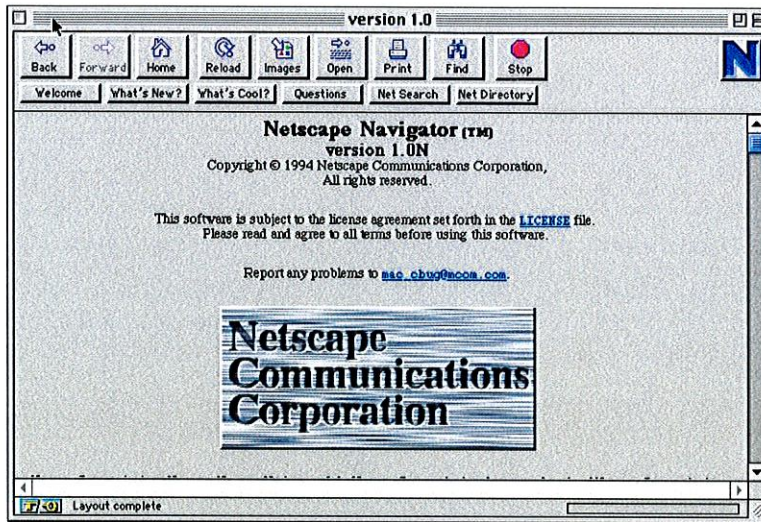 version 1.0
Back Forward Home Reload Images Open Print Find Stop
N
Welcome What's New? What's Cool? Questions Net Search Net Directory
Netscape Navigator (TM)
version 1.0N
Copyright © 1994 Netscape Communications Corporation,
All rights reserved.
This software is subject to the license agreement set forth in the LICENSE file.
Please read and agree to all terms before using this software.
Report any problems to mac_cbug@mcom.com.
Netscape
Communications
Corporation
Layout complete